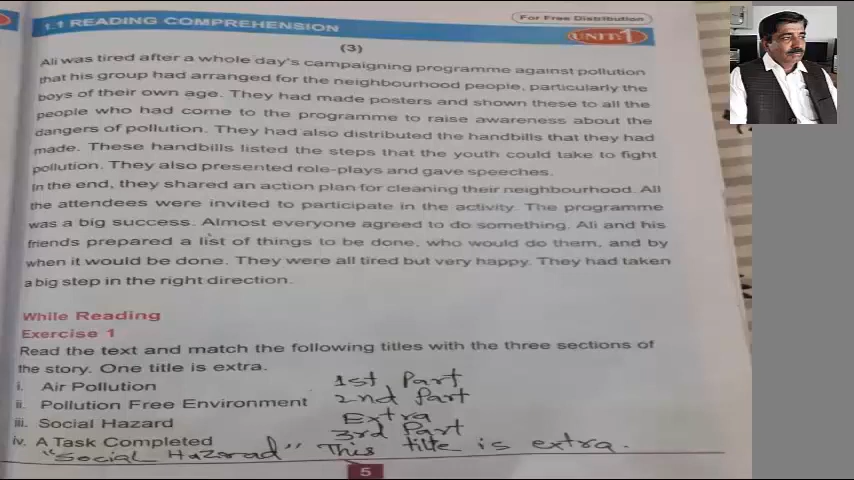 1.1 READING COMPREHENSION
For Free Distribution
UNIT-1
(3)
Ali was tired after a whole day's campaigning programme against pollution
that his group had arranged for the neighbourhood people, particularly the
boys of their own age. They had made posters and shown these to all the
people who had come to the programme to raise awareness about the
dangers of pollution. They had also distributed the handbills that they had
made. These handbills listed the steps that the youth could take to fight
pollution. They also presented role-plays and gave speeches.
In the end, they shared an action plan for cleaning their neighbourhood. All
the attendees were invited to participate in the activity. The programme
was a big success. Almost everyone agreed to do something. Ali and his
friends prepared a list of things to be done, who would do them, and by
when it would be done. They were all tired but very happy. They had taken
a big step in the right direction.
While Reading
Exercise 1
Read the text and match the following titles with the three sections of
the story. One title is extra.
i. Air Pollution 1st Part
ii. Pollution Free Environment 2nd Part
iii. Social Hazard Extra
iv. A Task Completed 3rd Part
"Social Hazarad" This title is extra.
5